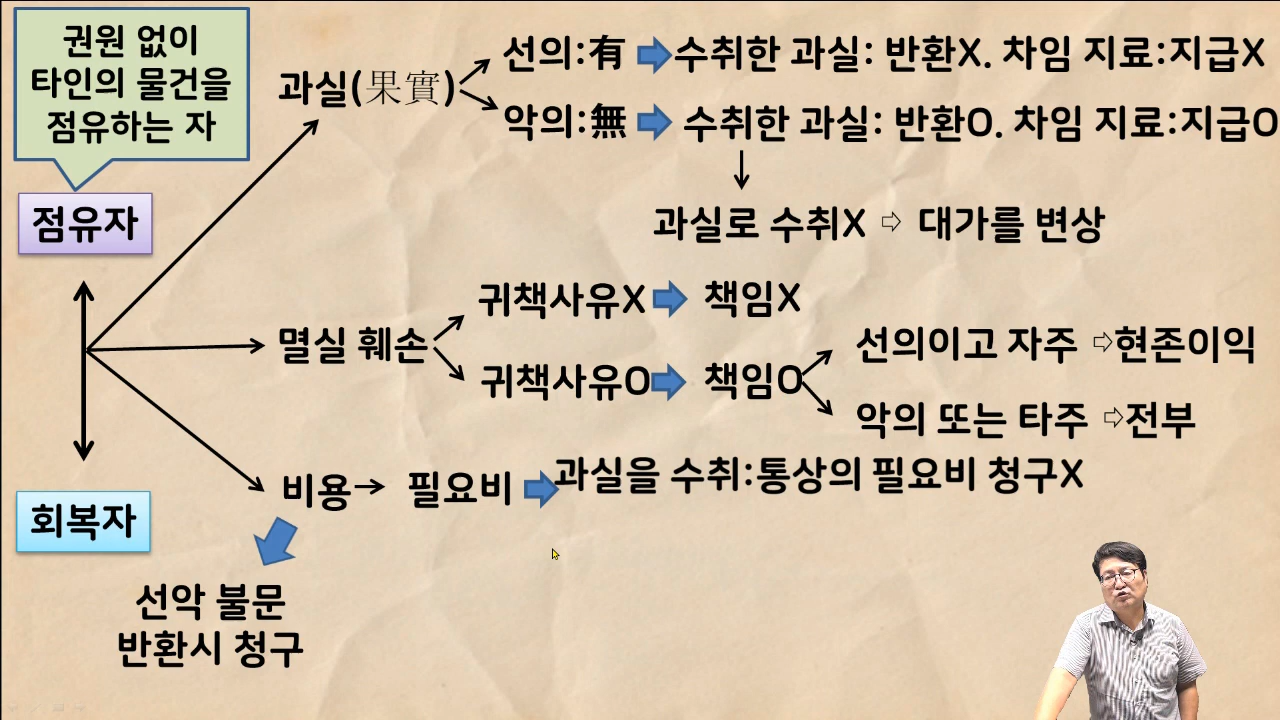 권원 없이
타인의 물건을
점유하는 자
점유자
회복자
과실(果實)
선의:有 수취한 과실: 반환X. 차임 지료:지급X
악의:無 수취한 과실: 반환O. 차임 지료:지급O
과실로 수취X ⇨ 대가를 변상
멸실 훼손
귀책사유X 책임X
귀책사유O 책임O
선의이고 자주 ⇨현존이익
악의 또는 타주 ⇨전부
비용→ 필요비 과실을 수취:통상의 필요비 청구X
선악 불문
반환시 청구